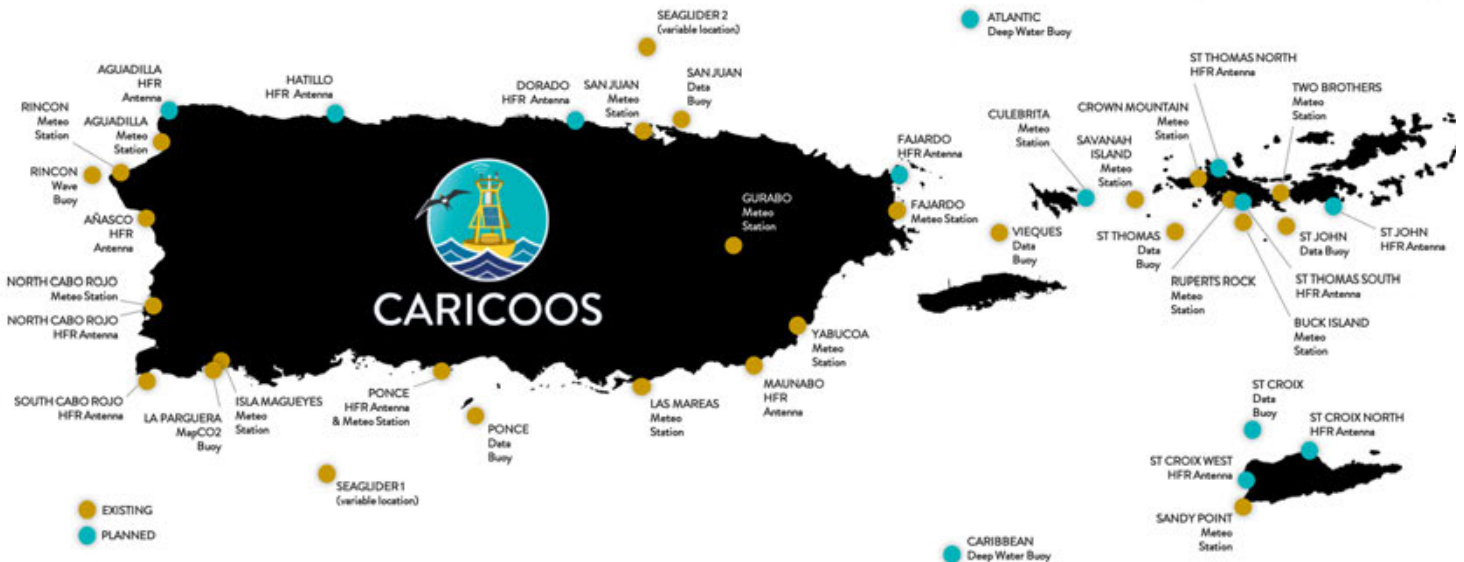 SEAGLIDER 2
(variable location)
ATLANTIC
Deep Water Buoy
AGUADILLA
HFR
Antenna
HATILLO
HFR Antenna
DORADO
HFR Antenna
SAN JUAN
Meteo
Station
SAN JUAN
Data
Buoy
ST THOMAS NORTH
HFR Antenna
TWO BROTHERS
Meteo
Station
RINCON
Meteo
Station
AGUADILLA
Meteo
Station
CROWN MOUNTAIN
Meteo
Station
CULEBRITA
Meteo
Station
SAVANAH
ISLAND
Meteo
Station
FAJARDO
HFR Antenna
RINCON
Wave
Buoy
AÑASCO
HFR
Antenna
GURABO
Meteo
Station
FAJARDO
Meteo Station
VIEQUES
Data
Buoy
ST THOMAS
Data
Buoy
ST JOHN
Data Buoy
ST JOHN
HFR Antenna
NORTH CABO ROJO
Meteo Station
NORTH CABO ROJO
HFR Antenna
CARICOOS
RUPERTS ROCK
Meteo
Station
ST THOMAS SOUTH
HFR Antenna
BUCK ISLAND
Meteo
Station
YABUCOA
Meteo
Station
SOUTH CABO ROJO
HFR Antenna
LA PARGUERA
MapCO2
Buoy
ISLA MAGUEYES
Meteo
Station
PONCE
HFR Antenna
& Meteo Station
PONCE
Data
Buoy
LAS MAREAS
Meteo
Station
MAUNABO
HFR
Antenna
ST CROIX
Data
Buoy
ST CROIX NORTH
HFR Antenna
ST CROIX WEST
HFR Antenna
SEAGLIDER 1
(variable location)
SANDY POINT
Meteo
Station
EXISTING
PLANNED
CARIBBEAN
Deep Water Buoy